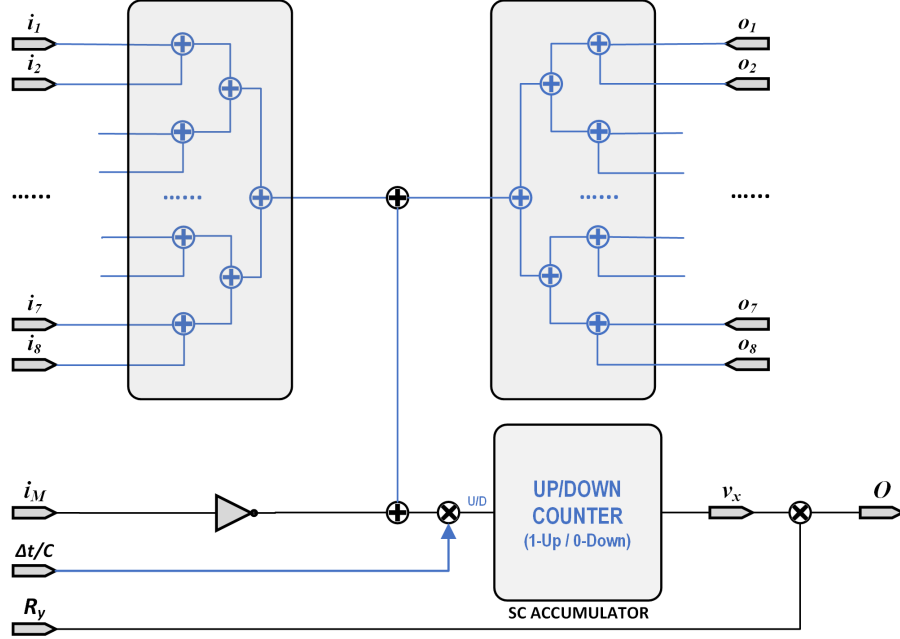 i1
o1
i2
o2
......
......
......
......
i7
o7
i8
o8
iM
U/D
UP/DOWN
COUNTER
(1-Up / 0-Down)
vx
O
Δt/C
SC ACCUMULATOR
Ry